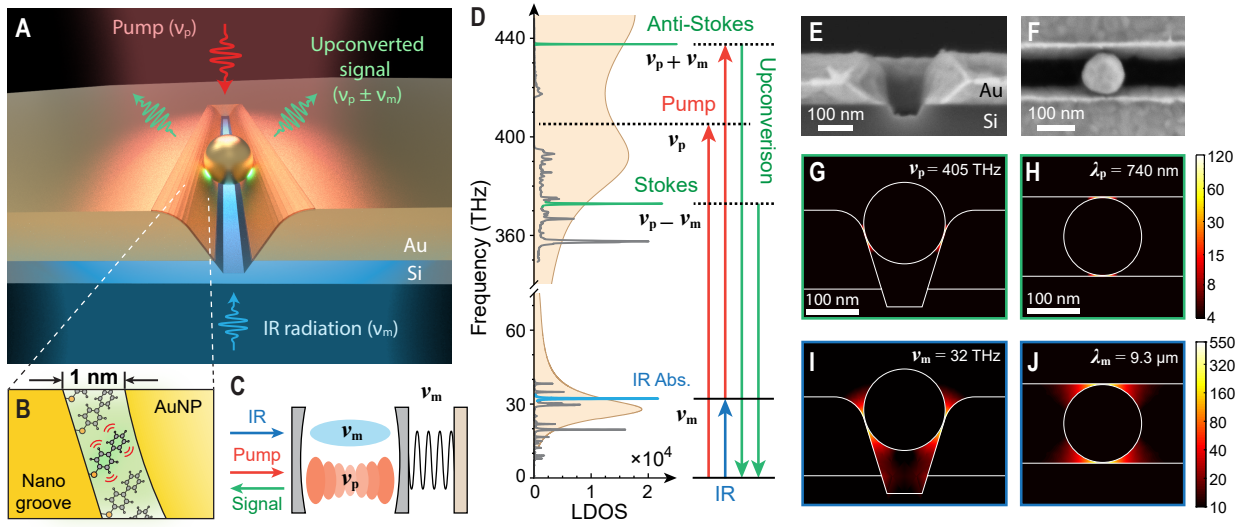 A
Pump (νp)
Upconverted
signal
(νp ± νm)
Au
Si
IR radiation (νm)
B
1 nm
AuNP
Nano
groove
C
νm
IR
Pump
Signal
νm
νp
D
Frequency (THz)
440
400
360
60
30
0
0
1
2
×10⁴
LDOS
Anti-Stokes
νp + νm
Pump
νp
Stokes
νp − νm
Upconverison
IR Abs.
νm
IR
E
Au
Si
100 nm
F
100 nm
G
νp = 405 THz
100 nm
H
λp = 740 nm
120
60
30
15
8
4
I
νm = 32 THz
J
λm = 9.3 µm
550
320
160
80
40
20
10